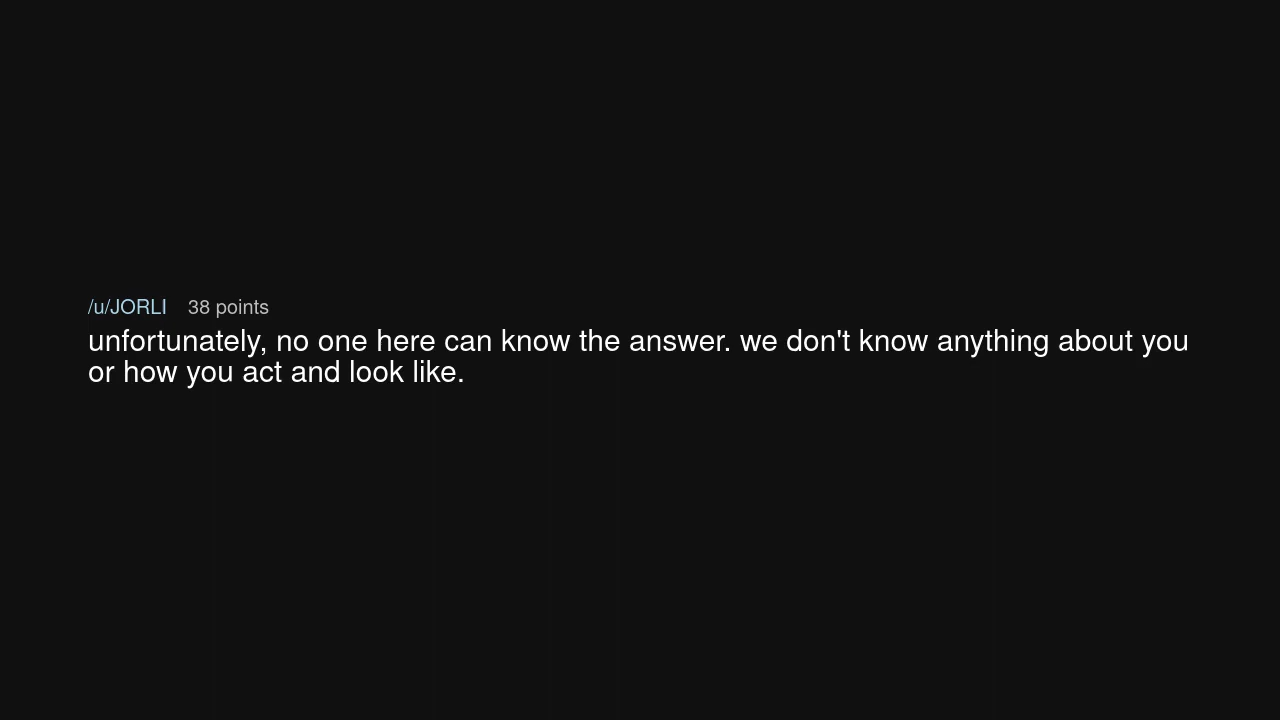 /u/JORLI 38 points
unfortunately, no one here can know the answer. we don't know anything about you
or how you act and look like.